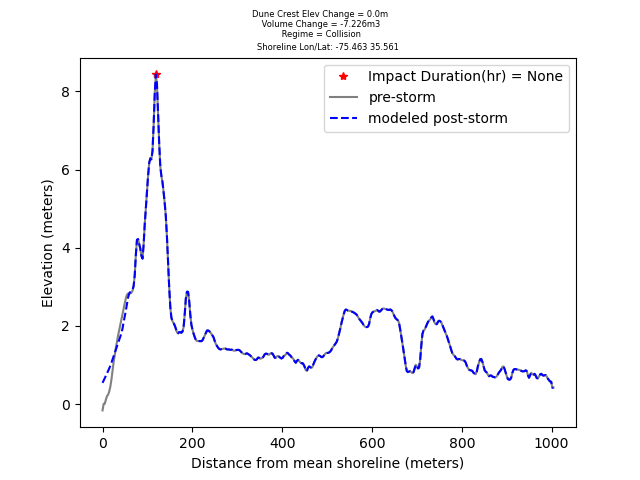 Dune Crest Elev Change = 0.0m
Volume Change = -7.226m3
Regime = Collision
Shoreline Lon/Lat: -75.463 35.561
Impact Duration(hr) = None
pre-storm
modeled post-storm
8
6
4
2
0
Elevation (meters)
0 200 400 600 800 1000
Distance from mean shoreline (meters)